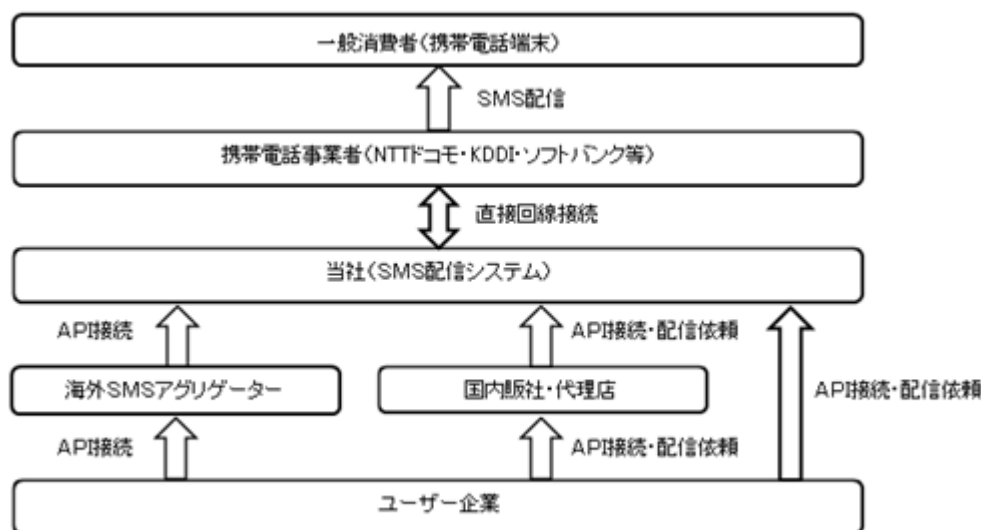 一般消費者(携帯電話端末)
SMS配信
携帯電話事業者(NTTドコモ・KDDI・ソフトバンク等)
直接回線接続
当社(SMS配信システム)
API接続
API接続・配信依頼
海外SMSアグリゲーター
国内販社・代理店
API接続・配信依頼
API接続
API接続・配信依頼
ユーザー企業